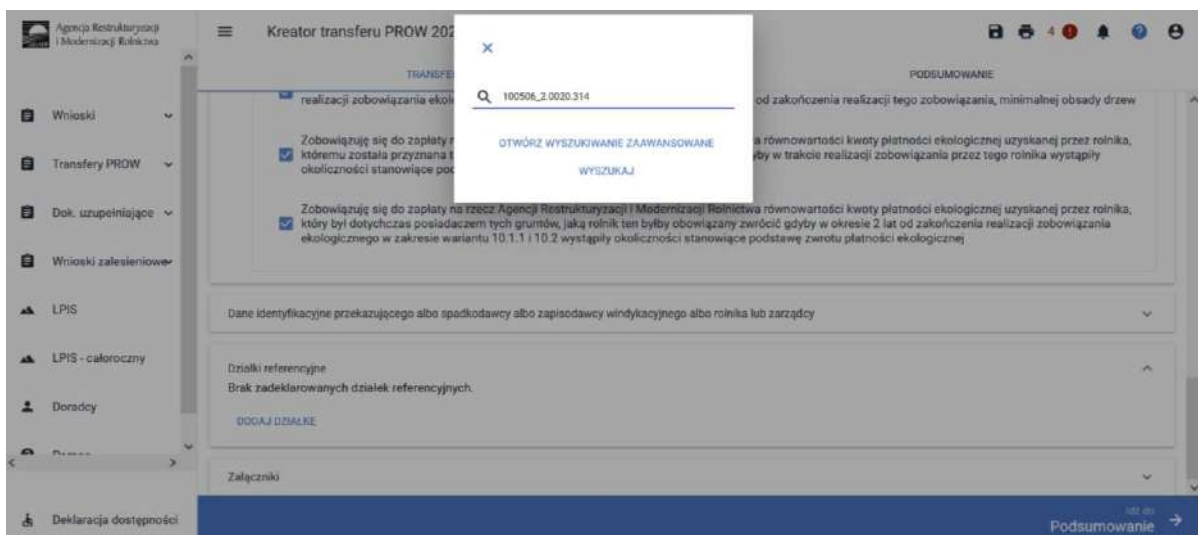 Agencja Restrukturyzacji
i Modernizacji Rolnictwa
Kreator transferu PROW 202
4
TRANSFE
PODSUMOWANIE
100506_2.0020.314
OTWÓRZ WYSZUKIWANIE ZAAWANSOWANE
WYSZUKAJ
Wnioski
Transfery PROW
Dok. uzupełniające
Wnioski zalesieniowe
LPIS
LPIS - całoroczny
Doradcy
Deklaracja dostępności
realizacji zobowiązania ekol od zakończenia realizacji tego zobowiązania, minimalnej obsady drzew
Zobowiązuję się do zapłaty r a równowartości kwoty płatności ekologicznej uzyskanej przez rolnika,
któremu została przyznana t yby w trakcie realizacji zobowiązania przez tego rolnika wystąpiły
okoliczności stanowiące poc
Zobowiązuję się do zapłaty na rzecz Agencji Restrukturyzacji i Modernizacji Rolnictwa równowartości kwoty płatności ekologicznej uzyskanej przez rolnika,
który był dotychczas posiadaczem tych gruntów, jaką rolnik ten byłby obowiązany zwrócić gdyby w okresie 2 lat od zakończenia realizacji zobowiązania
ekologicznego w zakresie wariantu 10.1.1 i 10.2 wystąpiły okoliczności stanowiące podstawę zwrotu płatności ekologicznej
Dane identyfikacyjne przekazującego albo spadkodawcy albo zapisodawcy windykacyjnego albo rolnika lub zarządcy
Działki referencyjne
Brak zadeklarowanych działek referencyjnych.
DODAJ DZIAŁKĘ
Załączniki
Idź do
Podsumowanie